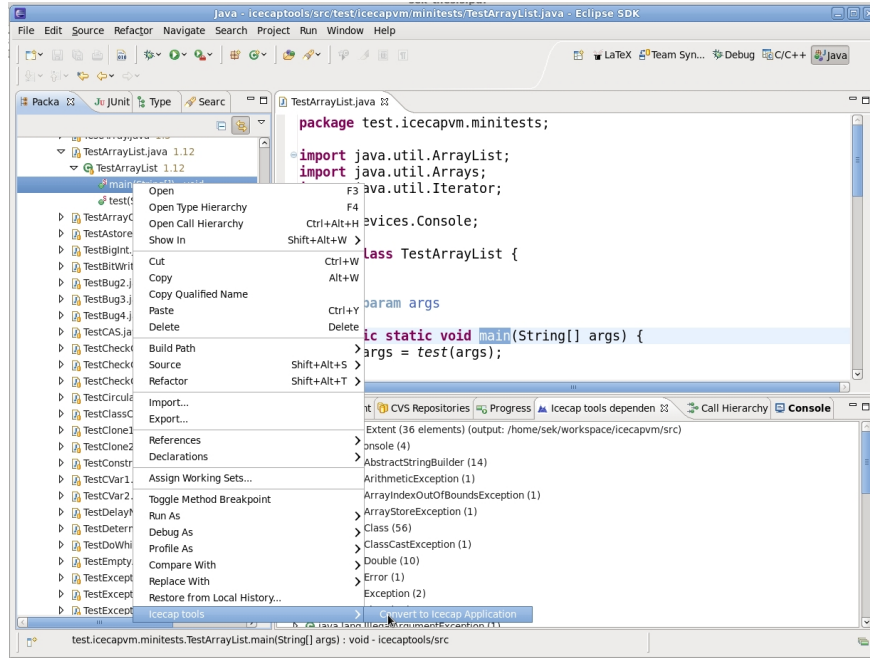 Java - icecaptools/src/test/icecapvm/minitests/TestArrayList.java - Eclipse SDK
File Edit Source Refactor Navigate Search Project Run Window Help
LaTeX Team Syn... Debug C/C++ Java
Packa JUnit Type Searc
TestArrayList.java
TestArrayList.java 1.12
TestArrayList 1.12
main(String[]) : void
test(S
TestArrayC
TestAstore
TestBigInt.
TestBitWrit
TestBug2.j
TestBug3.j
TestBug4.j
TestCAS.ja
TestCheck
TestCheck
TestCheck
TestCircula
TestClassC
TestClone1
TestClone2
TestConstr
TestCVar1.
TestCVar2.
TestDelayN
TestDeterr
TestDoWhi
TestEmpty
TestExcept
TestExcept
TestExcept
Open F3
Open Type Hierarchy F4
Open Call Hierarchy Ctrl+Alt+H
Show In Shift+Alt+W
Cut Ctrl+W
Copy Alt+W
Copy Qualified Name
Paste Ctrl+Y
Delete Delete
Build Path
Source Shift+Alt+S
Refactor Shift+Alt+T
Import...
Export...
References
Declarations
Assign Working Sets...
Toggle Method Breakpoint
Run As
Debug As
Profile As
Compare With
Replace With
Restore from Local History...
Icecap tools
Convert to Icecap Application
package test.icecapvm.minitests;
import java.util.ArrayList;
import java.util.Arrays;
ava.util.Iterator;
evices.Console;
lass TestArrayList {
param args
ic static void main(String[] args) {
args = test(args);
nt CVS Repositories Progress Icecap tools dependen Call Hierarchy Console
Extent (36 elements) (output: /home/sek/workspace/icecapvm/src)
onsole (4)
AbstractStringBuilder (14)
ArithmeticException (1)
ArrayIndexOutOfBoundsException (1)
ArrayStoreException (1)
Class (56)
ClassCastException (1)
Double (10)
Error (1)
Exception (2)
java.lang.IllegalArgumentException (1)
test.icecapvm.minitests.TestArrayList.main(String[] args) : void - icecaptools/src